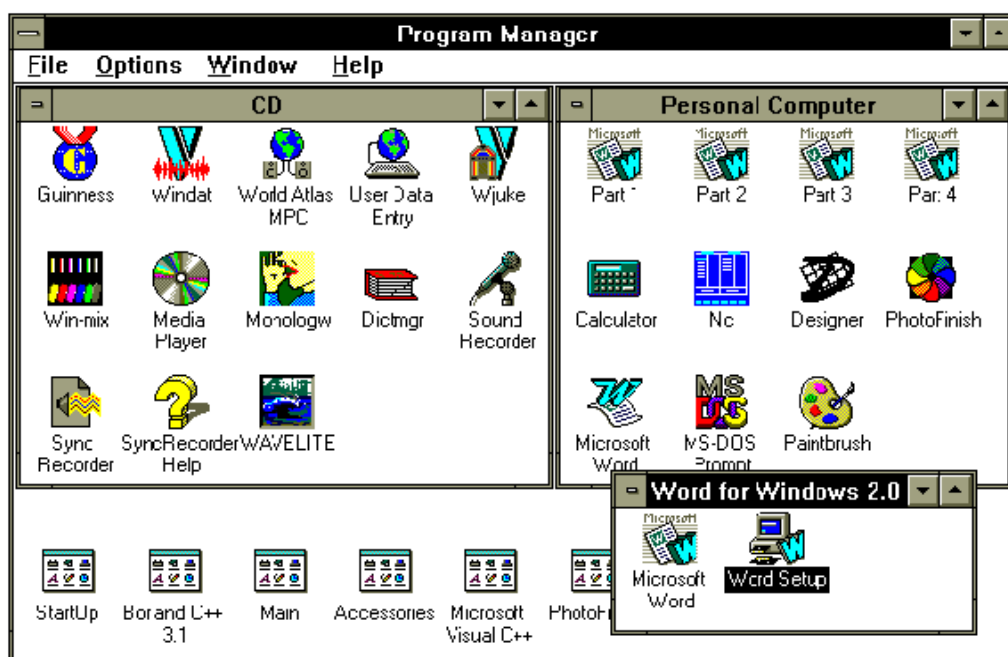 Program Manager
File Options Window Help
CD
Guinness Windat World Atlas MPC User Data Entry Wjuke
Win-mix Media Player Monologw Dictmgr Sound Recorder
Sync Recorder SyncRecorder Help WAVELITE
Personal Computer
Microsoft Microsoft Microsoft Microsoft
Part 1 Part 2 Part 3 Part 4
Calculator Nc Designer PhotoFinish
MS
DOS
Microsoft Word MS-DOS Prompt Paintbrush
Word for Windows 2.0
Microsoft
Microsoft Word Word Setup
StartUp Borland C++ 3.1 Main Accessories Microsoft Visual C++